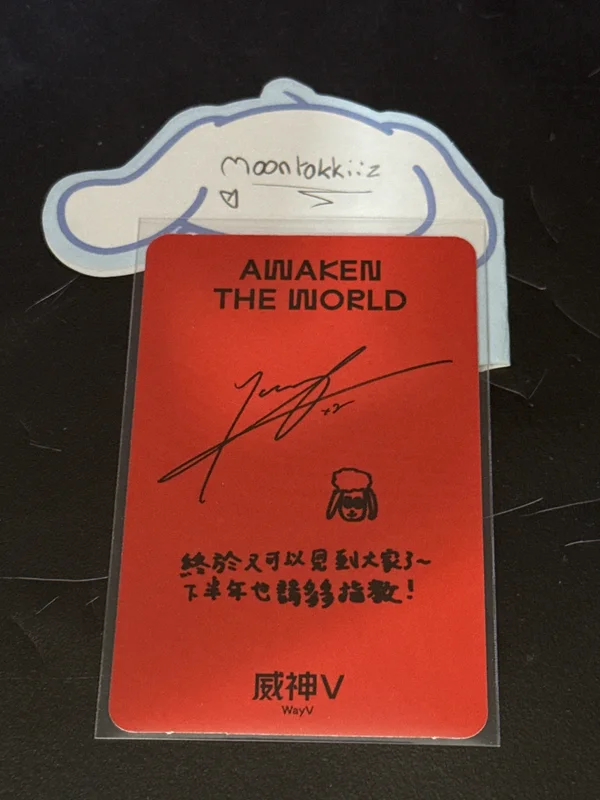 Moontokkiiz
AWAKEN
THE WORLD
x2
終於又可以見到大家了~
下半年也請多多指教!
威神V
WayV